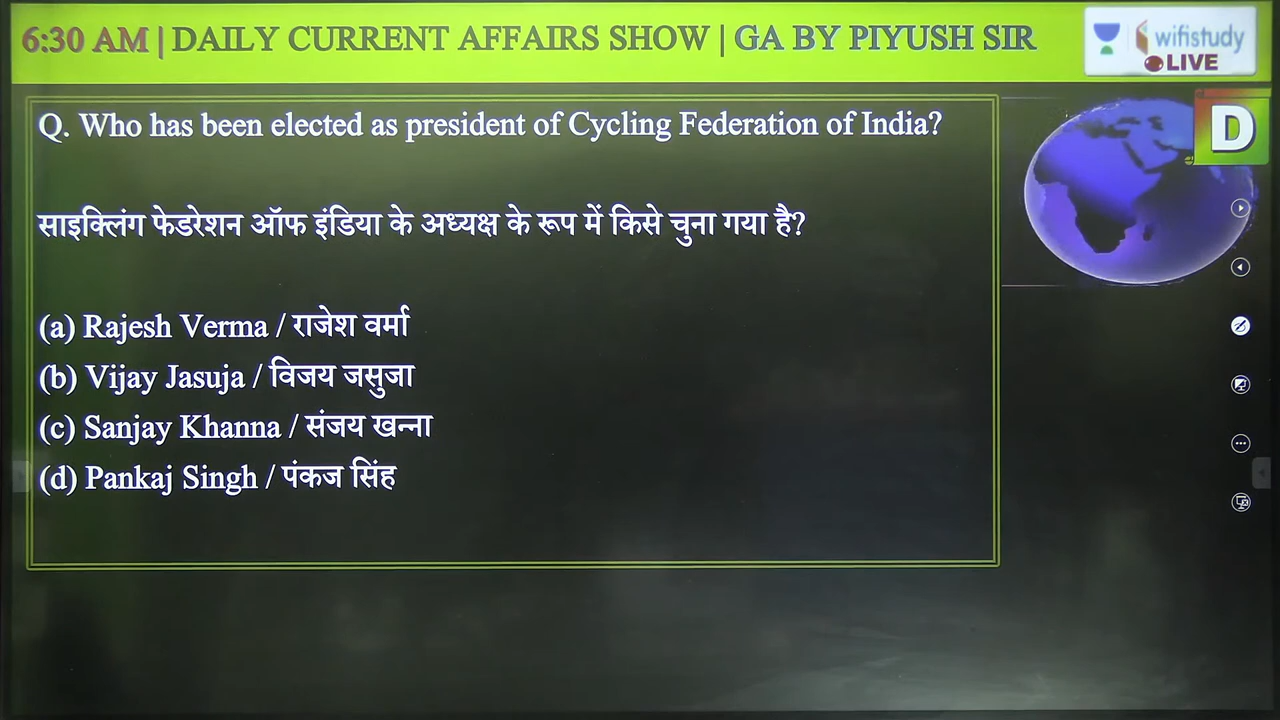 6:30 AM | DAILY CURRENT AFFAIRS SHOW | GA BY PIYUSH SIR
wifistudy
LIVE
D
Q. Who has been elected as president of Cycling Federation of India?
साइक्लिंग फेडरेशन ऑफ इंडिया के अध्यक्ष के रूप में किसे चुना गया है?
(a) Rajesh Verma / राजेश वर्मा
(b) Vijay Jasuja / विजय जसुजा
(c) Sanjay Khanna / संजय खन्ना
(d) Pankaj Singh / पंकज सिंह